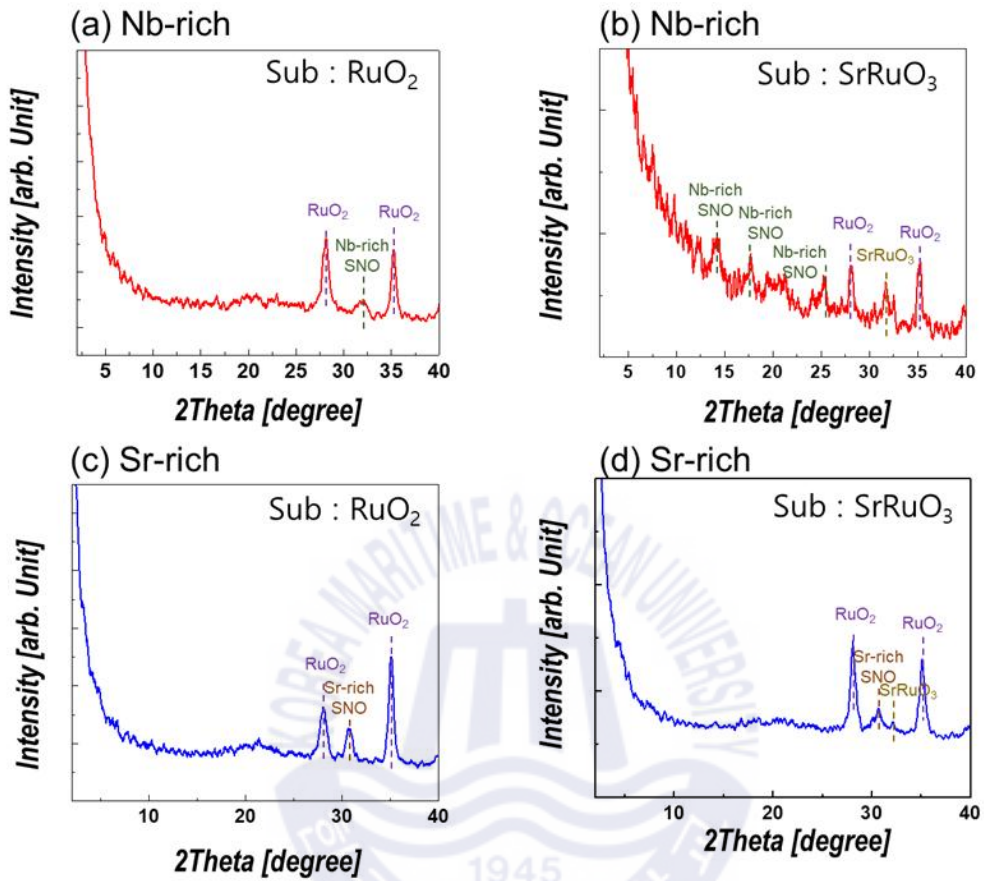 (a) Nb-rich
Sub : RuO₂
RuO₂
RuO₂
Nb-rich
SNO
Intensity [arb. Unit]
5 10 15 20 25 30 35 40
2Theta [degree]
(b) Nb-rich
Sub : SrRuO₃
Nb-rich
SNO
Nb-rich
SNO
Nb-rich
SNO
RuO₂
SrRuO₃
RuO₂
Intensity [arb. Unit]
5 10 15 20 25 30 35 40
2Theta [degree]
(c) Sr-rich
Sub : RuO₂
RuO₂
RuO₂
Sr-rich
SNO
Intensity [arb. Unit]
10 20 30 40
2Theta [degree]
(d) Sr-rich
Sub : SrRuO₃
RuO₂
RuO₂
Sr-rich
SNO
SrRuO₃
Intensity [arb. Unit]
10 20 30 40
2Theta [degree]
KOREA MARITIME & OCEAN UNIVERSITY
1945